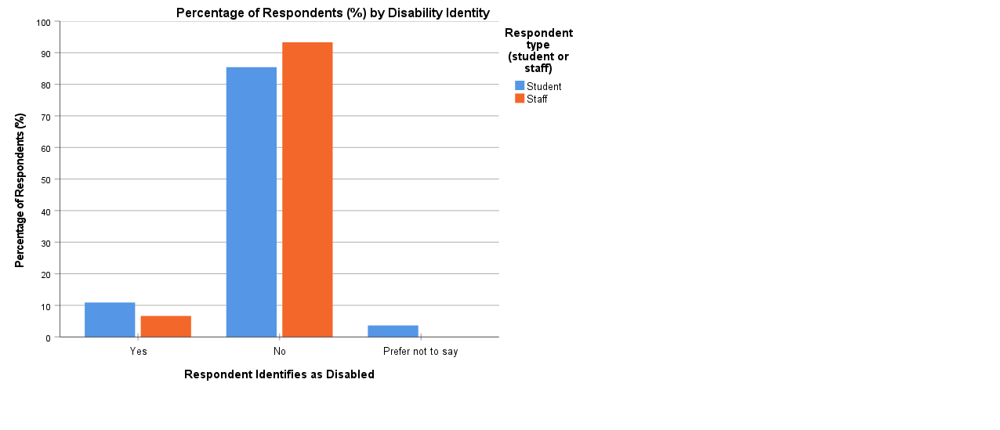 Percentage of Respondents (%) by Disability Identity
Respondent
type
(student or
staff)
Student
Staff
Percentage of Respondents (%)
100
90
80
70
60
50
40
30
20
10
0
Yes
No
Prefer not to say
Respondent Identifies as Disabled